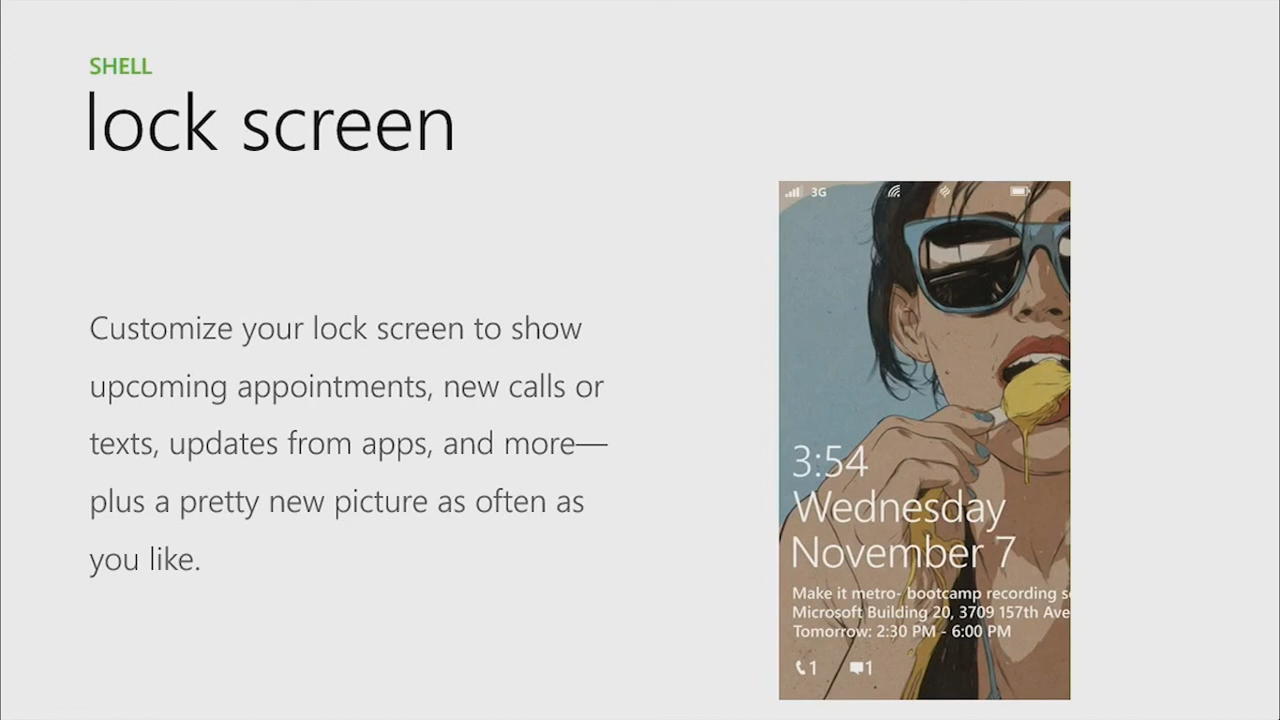 SHELL
lock screen
Customize your lock screen to show
upcoming appointments, new calls or
texts, updates from apps, and more—
plus a pretty new picture as often as
you like.
3G
3:54
Wednesday
November 7
Make it metro- bootcamp recording
Microsoft Building 20, 3709 157th Ave
Tomorrow: 2:30 PM - 6:00 PM
1 1